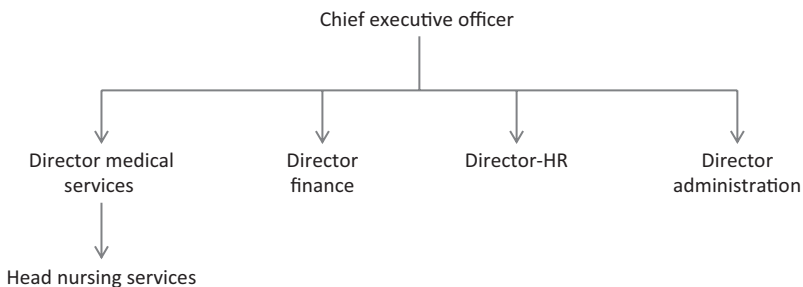 Chief executive officer
Director medical
services
Director
finance
Director-HR
Director
administration
Head nursing services